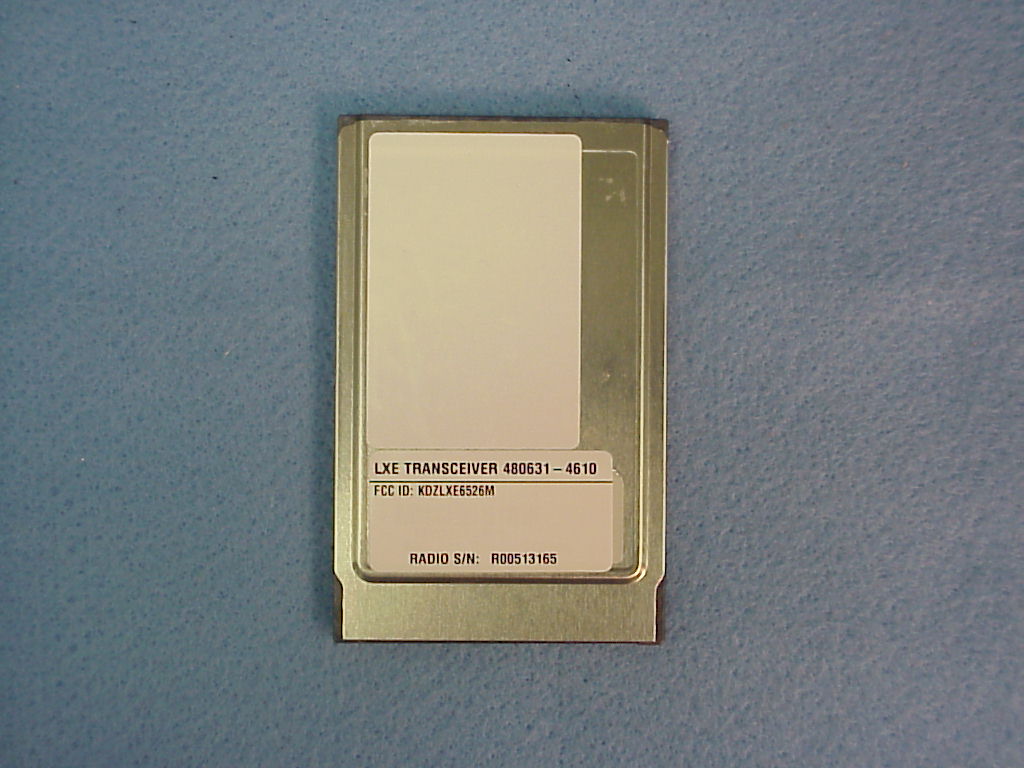 LXE TRANSCEIVER 480631 – 4610
FCC ID: KDZLXE6526M
RADIO S/N: R00513165